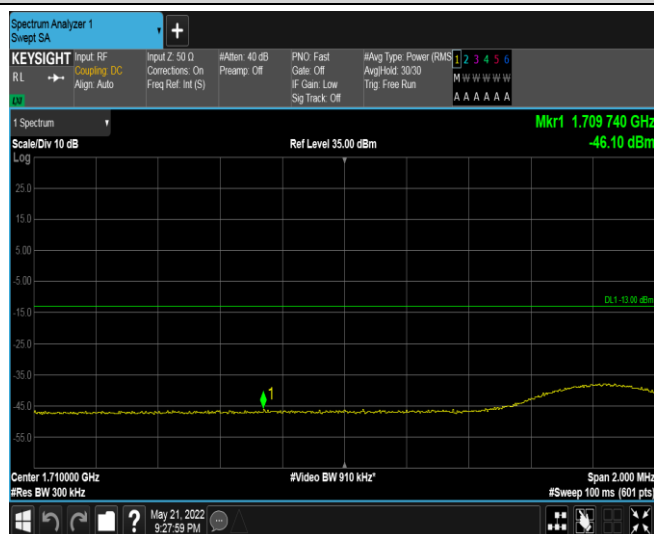 Spectrum Analyzer 1
Swept SA
+
KEYSIGHT
RL
LXI
Input: RF
Coupling: DC
Align: Auto
Input Z: 50 Ω
Corrections: On
Freq Ref: Int (S)
#Atten: 40 dB
Preamp: Off
PNO: Fast
Gate: Off
IF Gain: Low
Sig Track: Off
#Avg Type: Power (RMS
Avg|Hold: 30/30
Trig: Free Run
1 2 3 4 5 6
M W W W W W
A A A A A A
1 Spectrum
Mkr1 1.709 740 GHz
Scale/Div 10 dB
Ref Level 35.00 dBm
-46.10 dBm
Log
25.0
15.0
5.00
-5.00
DL1 -13.00 dBm
-15.0
-25.0
-35.0
1
-45.0
-55.0
Center 1.710000 GHz
#Video BW 910 kHz*
Span 2.000 MHz
#Res BW 300 kHz
#Sweep 100 ms (601 pts)
?
May 21, 2022
9:27:59 PM